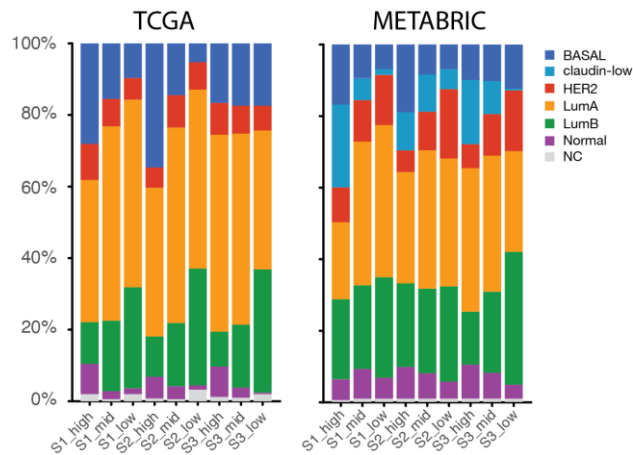 TCGA
METABRIC
100%
80%
60%
40%
20%
0%
BASAL
claudin-low
HER2
LumA
LumB
Normal
NC
S1_high
S1_mid
S1_low
S2_high
S2_mid
S2_low
S3_high
S3_mid
S3_low
S1_high
S1_mid
S1_low
S2_high
S2_mid
S2_low
S3_high
S3_mid
S3_low